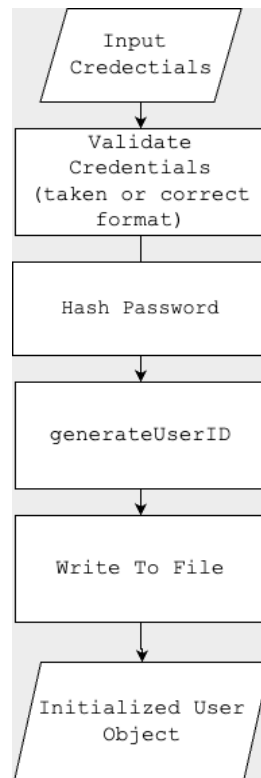 Input
Credectials
Validate
Credentials
(taken or correct
format)
Hash Password
generateUserID
Write To File
Initialized User
Object